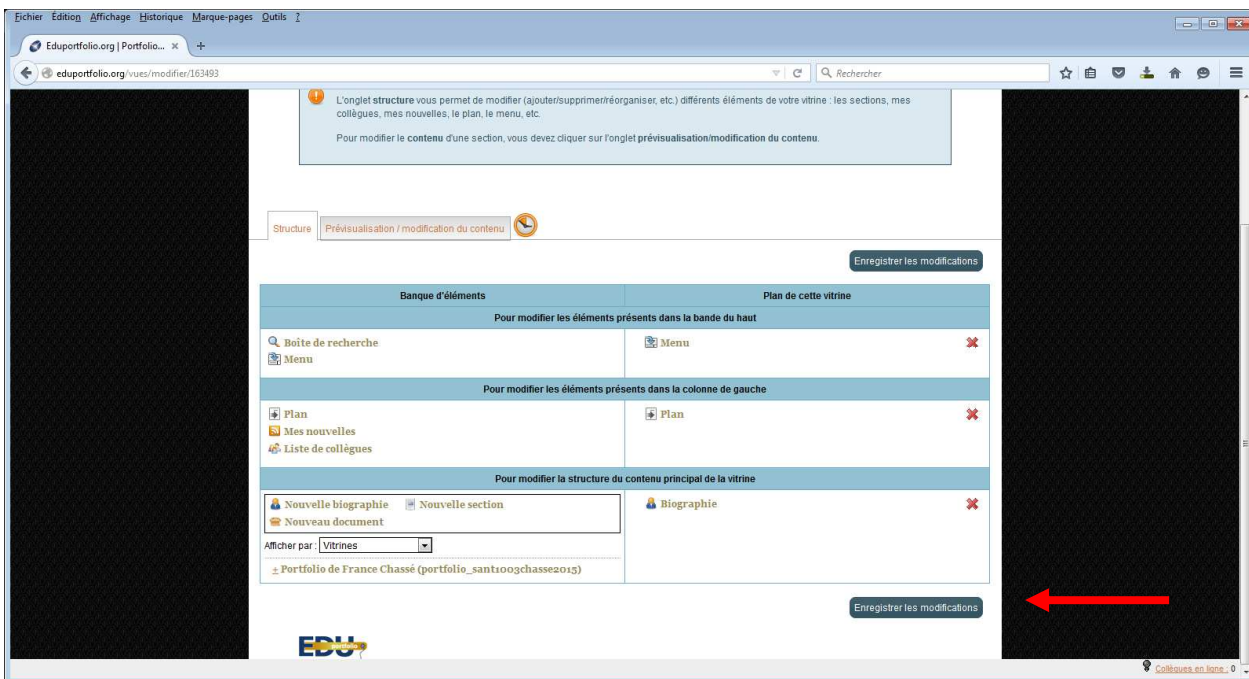 Fichier Édition Affichage Historique Marque-pages Outils ?
Eduportfolio.org | Portfolio... × +
eduportfolio.org/vues/modifier/163493
Rechercher
L'onglet structure vous permet de modifier (ajouter/supprimer/réorganiser, etc.) différents éléments de votre vitrine : les sections, mes
collègues, mes nouvelles, le plan, le menu, etc.
Pour modifier le contenu d'une section, vous devez cliquer sur l'onglet prévisualisation/modification du contenu.
Structure Prévisualisation / modification du contenu
Enregistrer les modifications
Banque d'éléments Plan de cette vitrine
Pour modifier les éléments présents dans la bande du haut
Boîte de recherche Menu
Menu
Pour modifier les éléments présents dans la colonne de gauche
Plan Plan
Mes nouvelles
Liste de collègues
Pour modifier la structure du contenu principal de la vitrine
Nouvelle biographie Nouvelle section Biographie
Nouveau document
Afficher par : Vitrines
± Portfolio de France Chassé (portfolio_sant1003chasse2015)
Enregistrer les modifications
EDU
portfolio
Collègues en ligne : 0